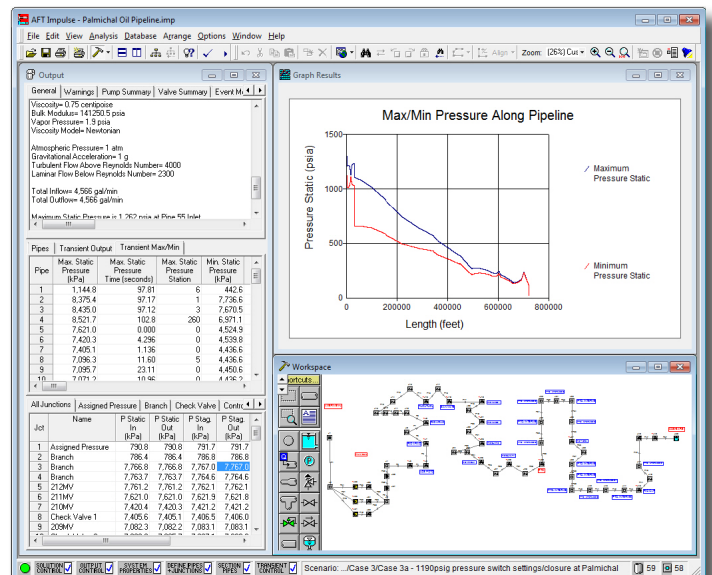 AFT Impulse - Palmichal Oil Pipeline.imp
File Edit View Analysis Database Arrange Options Window Help
Align Zoom: (26%) Cus
Output
General Warnings Pump Summary Valve Summary
Viscosity= 0.75 centipoise
Bulk Modulus= 141250.5 psia
Vapor Pressure= 1.9 psia
Viscosity Model= Newtonian
Atmospheric Pressure= 1 atm
Gravitational Acceleration= 1 g
Turbulent Flow Above Reynolds Number= 4000
Laminar Flow Below Reynolds Number= 2300
Total Inflow= 4,566 gal/min
Total Outflow= 4,566 gal/min
Maximum Static Pressure is 1,262 psia at Pipe 55 Inlet
Pipes Transient Output Transient Max/Min
Pipe Max. Static Pressure (kPa) Max. Static Pressure Time (seconds) Max. Static Pressure Station Min. Static Pressure (kPa)
1 1,144.8 97.81 6 442.6
2 8,375.4 97.17 1 7,736.6
3 8,435.0 97.12 3 7,670.5
4 8,521.7 102.8 260 6,971.1
5 7,621.0 0.000 0 4,524.9
6 7,420.3 4.296 0 4,539.8
7 7,405.1 1.136 0 4,436.6
8 7,096.3 11.60 5 4,436.6
9 7,095.7 23.11 0 4,450.6
10 7,071.2 10.96 0 4,436.2
All Junctions Assigned Pressure Branch Check Valve
Jct Name P Static In (kPa) P Static Out (kPa) P Stag. In (kPa) P Stag. Out (kPa)
1 Assigned Pressure 790.8 790.8 791.7 791.7
2 Branch 786.4 786.4 786.8 786.8
3 Branch 7,766.8 7,766.8 7,767.0 7,767.0
4 Branch 7,763.7 7,763.7 7,764.6 7,764.6
5 212MV 7,761.2 7,761.2 7,762.1 7,762.1
6 211MV 7,621.0 7,621.0 7,621.9 7,621.8
7 210MV 7,420.4 7,420.3 7,421.2 7,421.2
8 Check Valve 1 7,405.6 7,405.1 7,406.5 7,406.0
9 209MV 7,082.3 7,082.2 7,083.1 7,083.1
Graph Results
Max/Min Pressure Along Pipeline
Pressure Static (psia)
1500
1000
500
0
0 200000 400000 600000 800000
Length (feet)
Maximum
Pressure Static
Minimum
Pressure Static
Workspace
SOLUTION CONTROL OUTPUT CONTROL SYSTEM PROPERTIES DEFINE PIPES +JUNCTIONS SECTION PIPES TRANSIENT CONTROL Scenario: .../Case 3/Case 3a - 1190psig pressure switch settings/closure at Palmichal 59 58